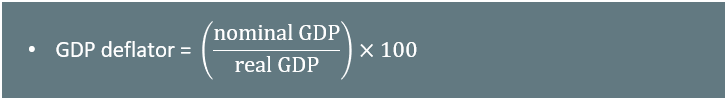 • GDP deflator = (nominal GDP / real GDP) × 100